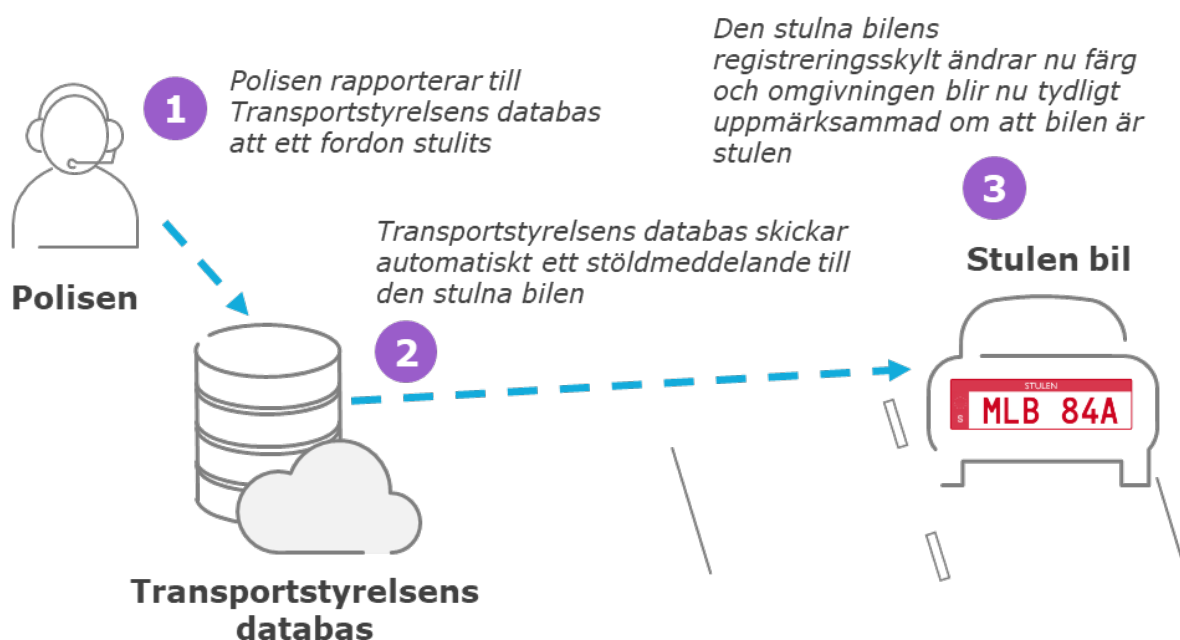 1
Polisen rapporterar till
Transportstyrelsens databas
att ett fordon stulits
Polisen
2
Transportstyrelsens databas skickar
automatiskt ett stöldmeddelande till
den stulna bilen
Transportstyrelsens
databas
Den stulna bilens
registreringsskylt ändrar nu färg
och omgivningen blir nu tydligt
uppmärksammad om att bilen är
stulen
3
Stulen bil
STULEN
S
MLB 84A